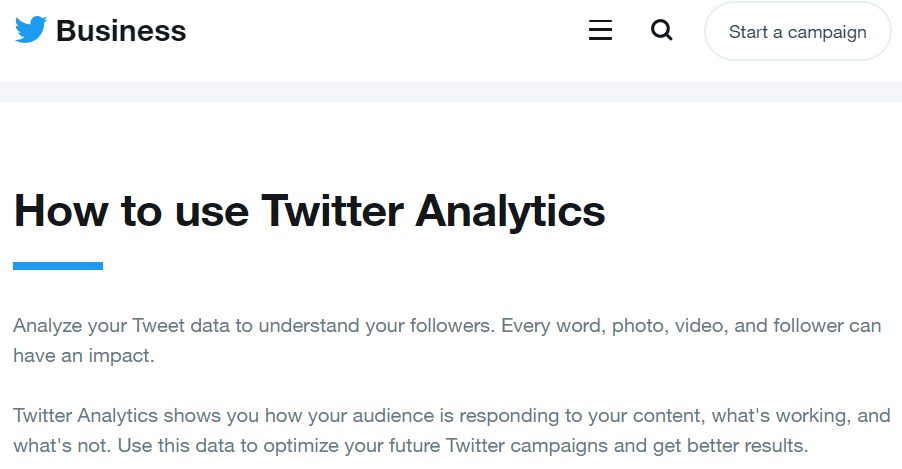 Business
Start a campaign
How to use Twitter Analytics
Analyze your Tweet data to understand your followers. Every word, photo, video, and follower can
have an impact.
Twitter Analytics shows you how your audience is responding to your content, what's working, and
what's not. Use this data to optimize your future Twitter campaigns and get better results.